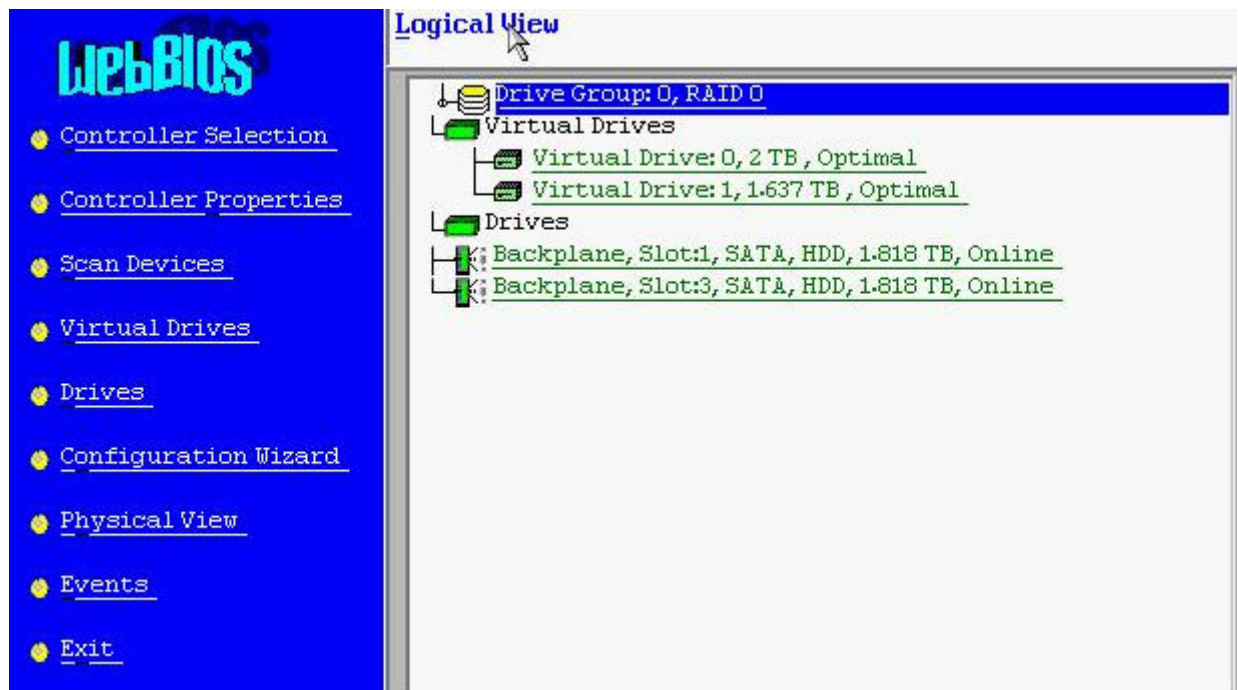 WebBIOS
Logical View
Controller Selection
Controller Properties
Scan Devices
Virtual Drives
Drives
Configuration Wizard
Physical View
Events
Exit
Drive Group: 0, RAID 0
Virtual Drives
Virtual Drive: 0, 2 TB , Optimal
Virtual Drive: 1, 1.637 TB , Optimal
Drives
Backplane, Slot:1, SATA, HDD, 1.818 TB, Online
Backplane, Slot:3, SATA, HDD, 1.818 TB, Online